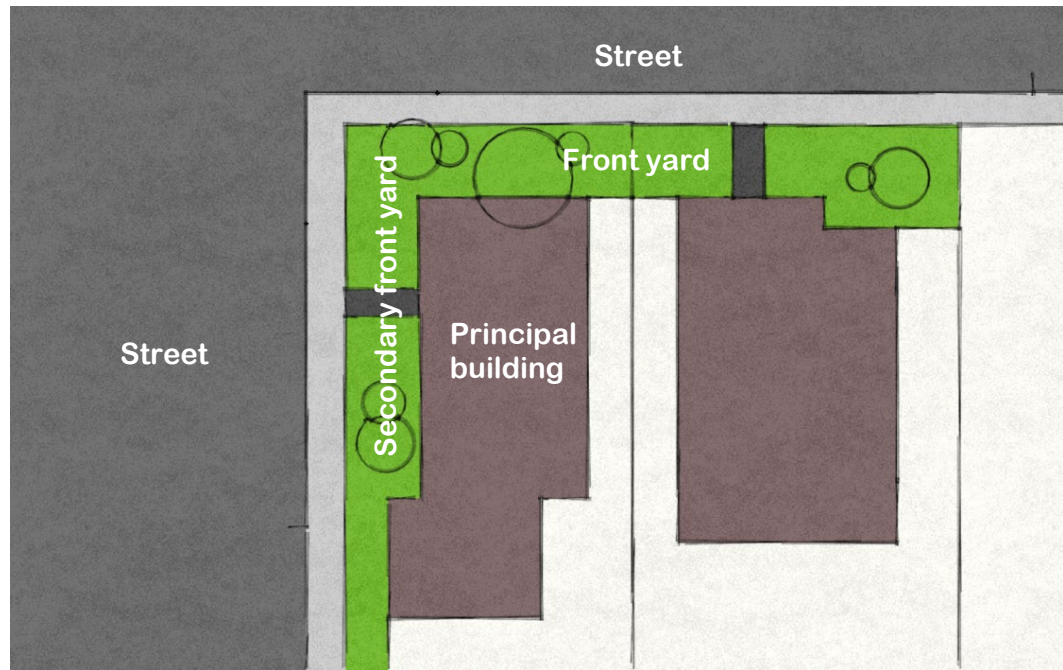 Street
Front yard
Secondary front yard
Street
Principal
building